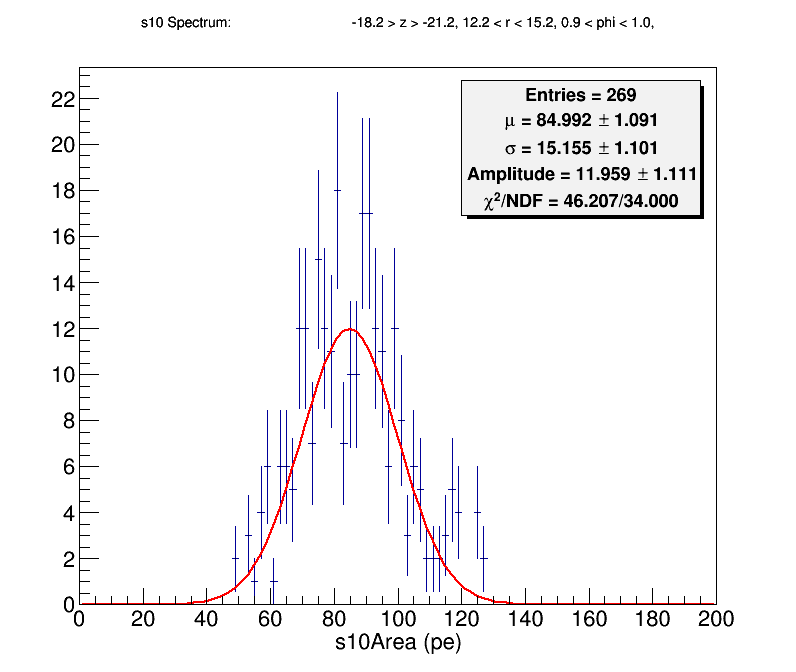 s10 Spectrum: -18.2 > z > -21.2, 12.2 < r < 15.2, 0.9 < phi < 1.0,
Entries = 269
μ = 84.992 ± 1.091
σ = 15.155 ± 1.101
Amplitude = 11.959 ± 1.111
χ²/NDF = 46.207/34.000
22
20
18
16
14
12
10
8
6
4
2
0
0 20 40 60 80 100 120 140 160 180 200
s10Area (pe)